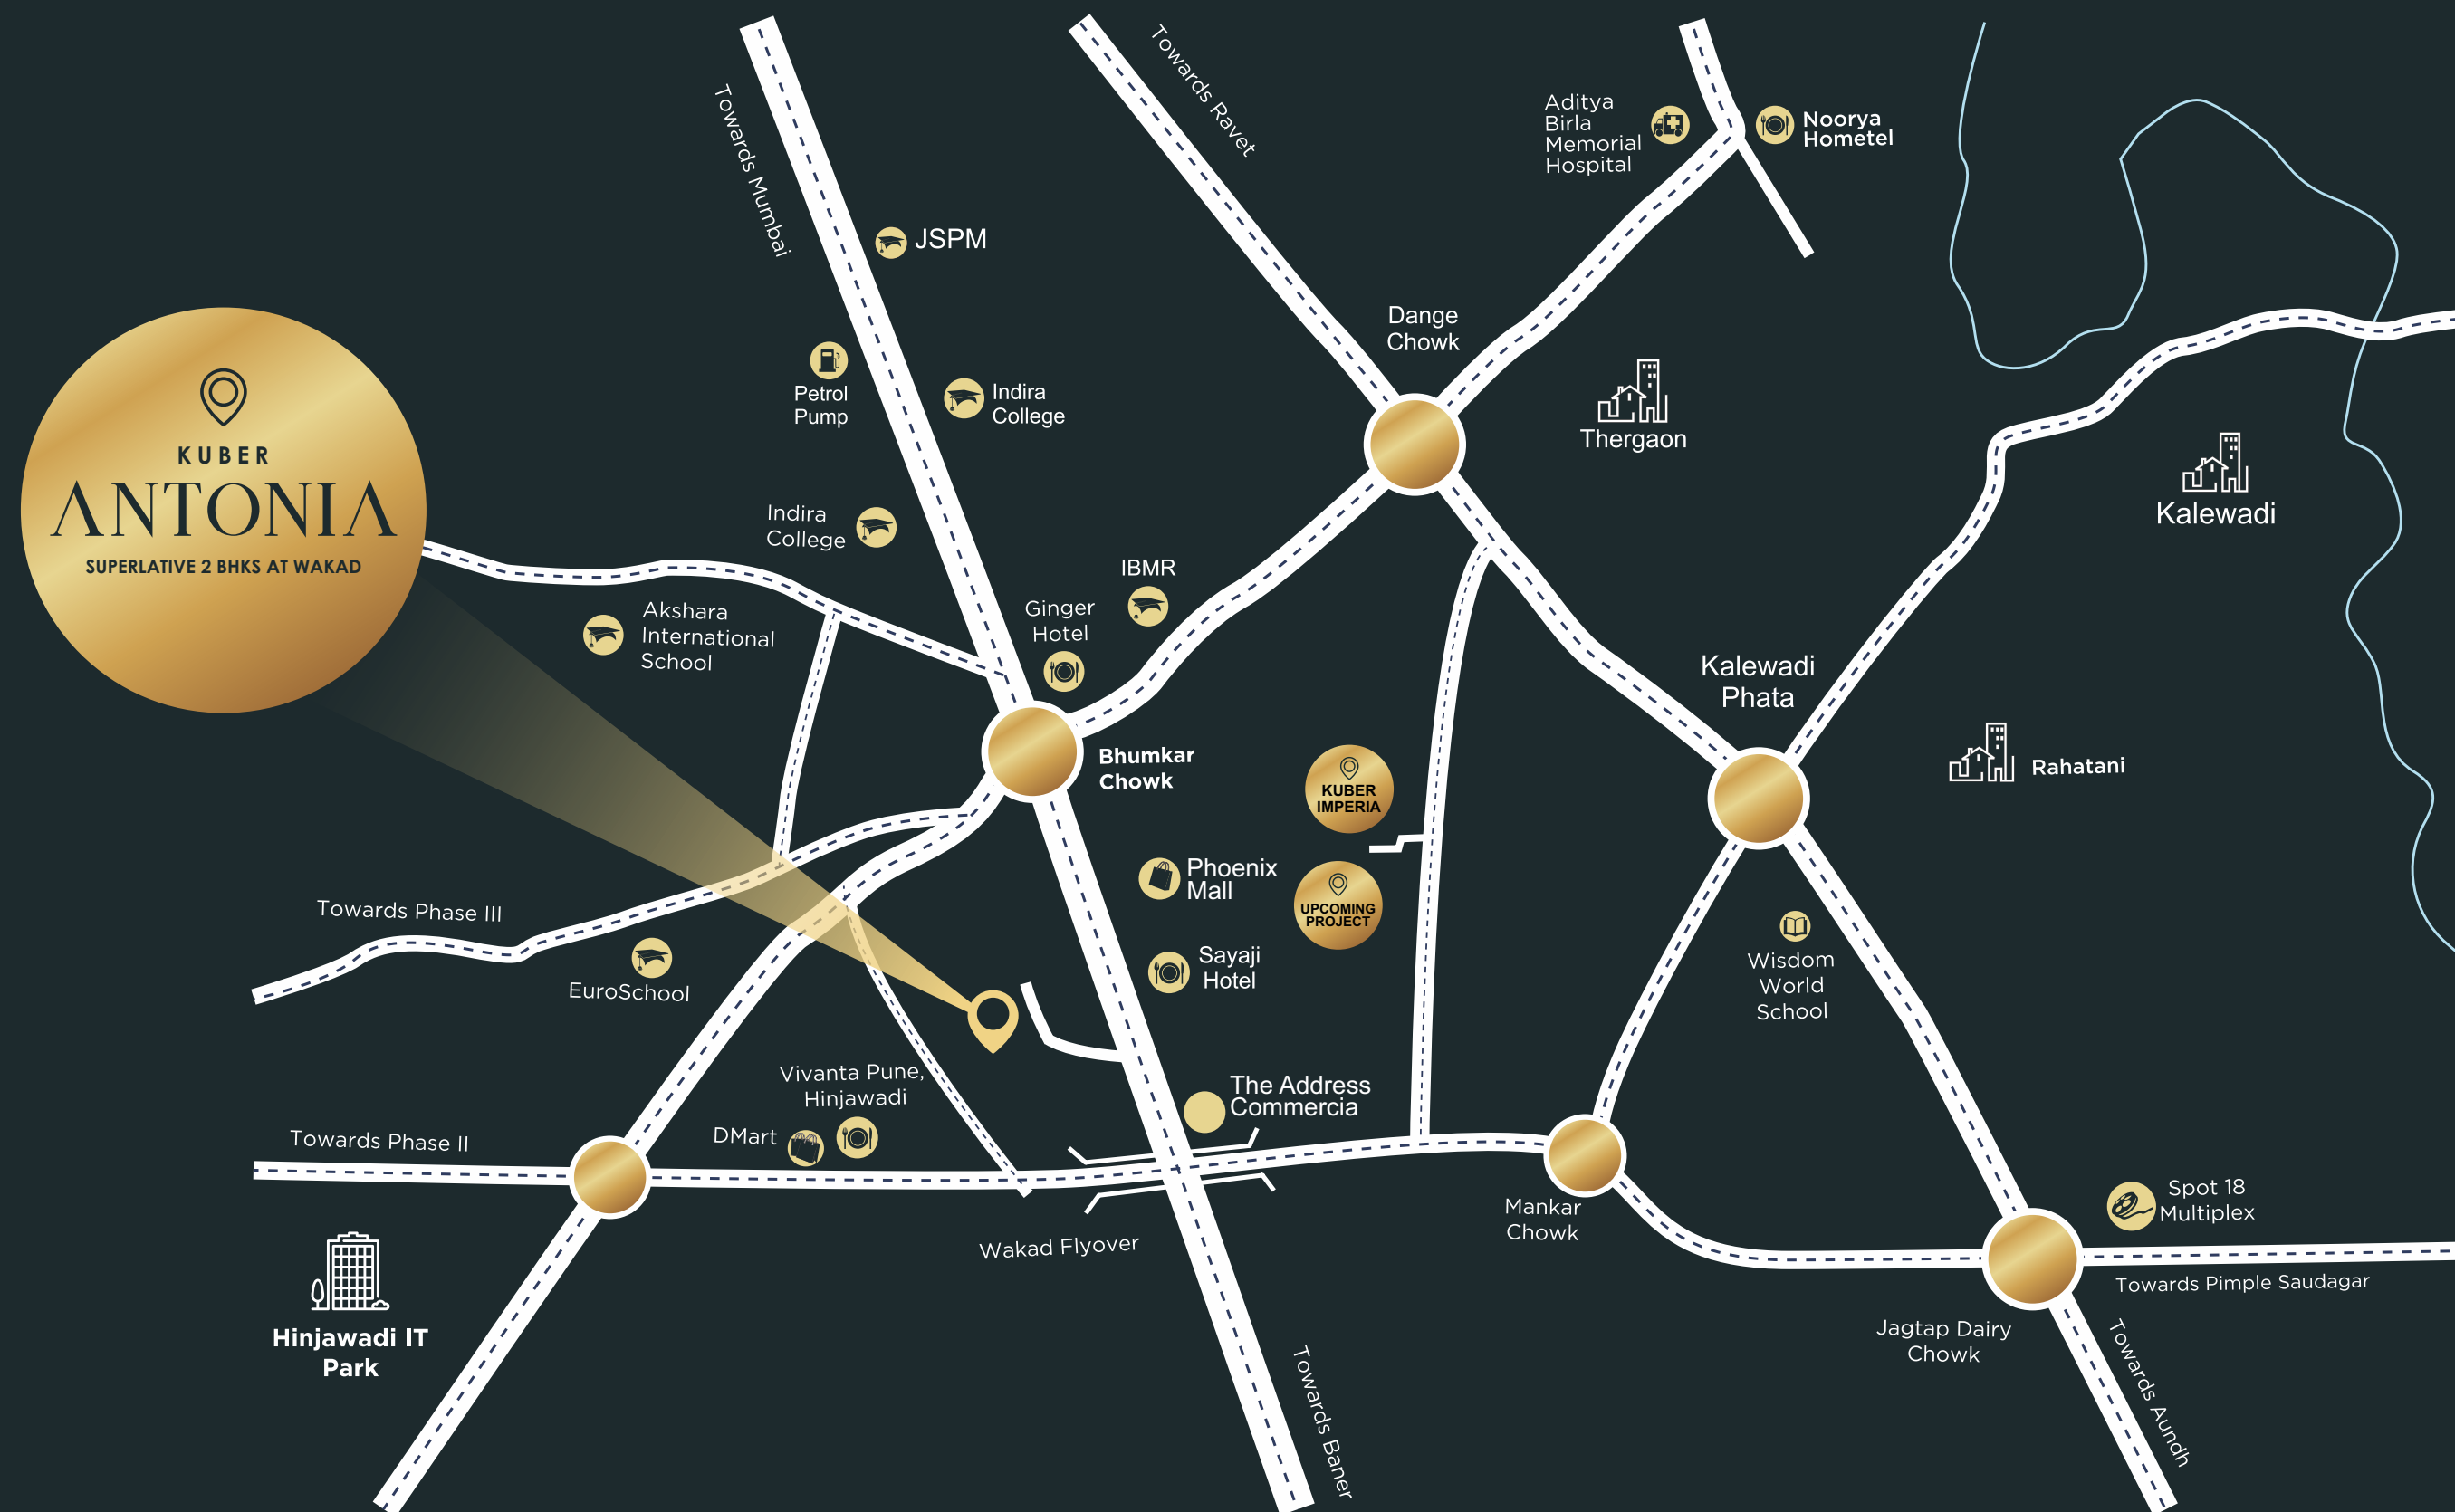 Towards Mumbai
Towards Ravet
Aditya
Birla
Memorial
Hospital
Noorya
Hometel
JSPM
Dange
Chowk
Petrol
Pump
Indira
College
Thergaon
KUBER
ANTONIA
SUPERLATIVE 2 BHKS AT WAKAD
Kalewadi
Indira
College
IBMR
Akshara
International
School
Ginger
Hotel
Kalewadi
Phata
Bhumkar
Chowk
Rahatani
KUBER
IMPERIA
Phoenix
Mall
UPCOMING
PROJECT
Towards Phase III
Sayaji
Hotel
Wisdom
World
School
EuroSchool
Vivanta Pune,
Hinjawadi
The Address
Commercia
DMart
Towards Phase II
Spot 18
Multiplex
Mankar
Chowk
Wakad Flyover
Towards Pimple Saudagar
Hinjawadi IT
Park
Jagtap Dairy
Chowk
Towards Baner
Towards Aundh